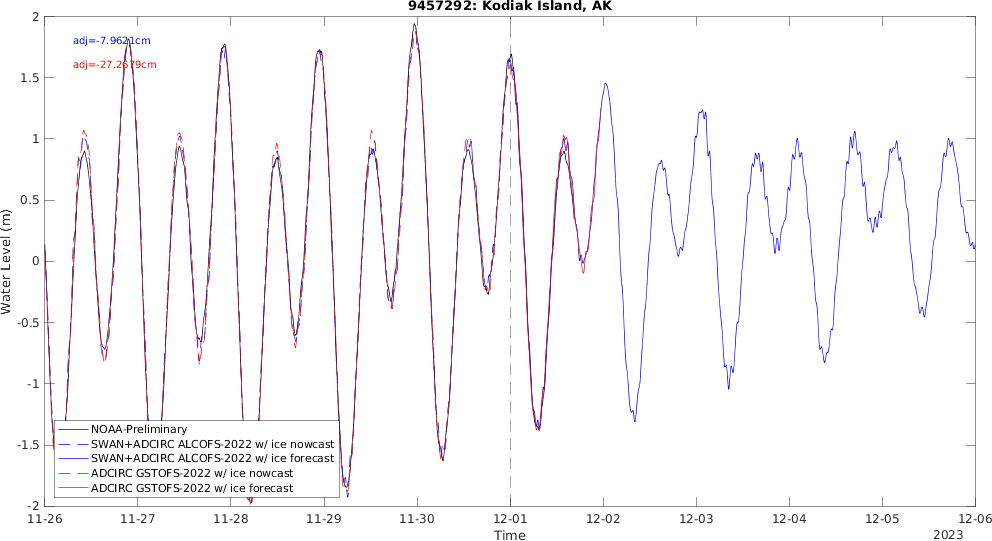 9457292: Kodiak Island, AK
adj=-7.9621cm
adj=-27.2679cm
Water Level (m)
2
1.5
1
0.5
0
-0.5
-1
-1.5
-2
NOAA-Preliminary
SWAN+ADCIRC ALCOFS-2022 w/ ice nowcast
SWAN+ADCIRC ALCOFS-2022 w/ ice forecast
ADCIRC GSTOFS-2022 w/ ice nowcast
ADCIRC GSTOFS-2022 w/ ice forecast
11-26 11-27 11-28 11-29 11-30 12-01 12-02 12-03 12-04 12-05 12-06
Time
2023